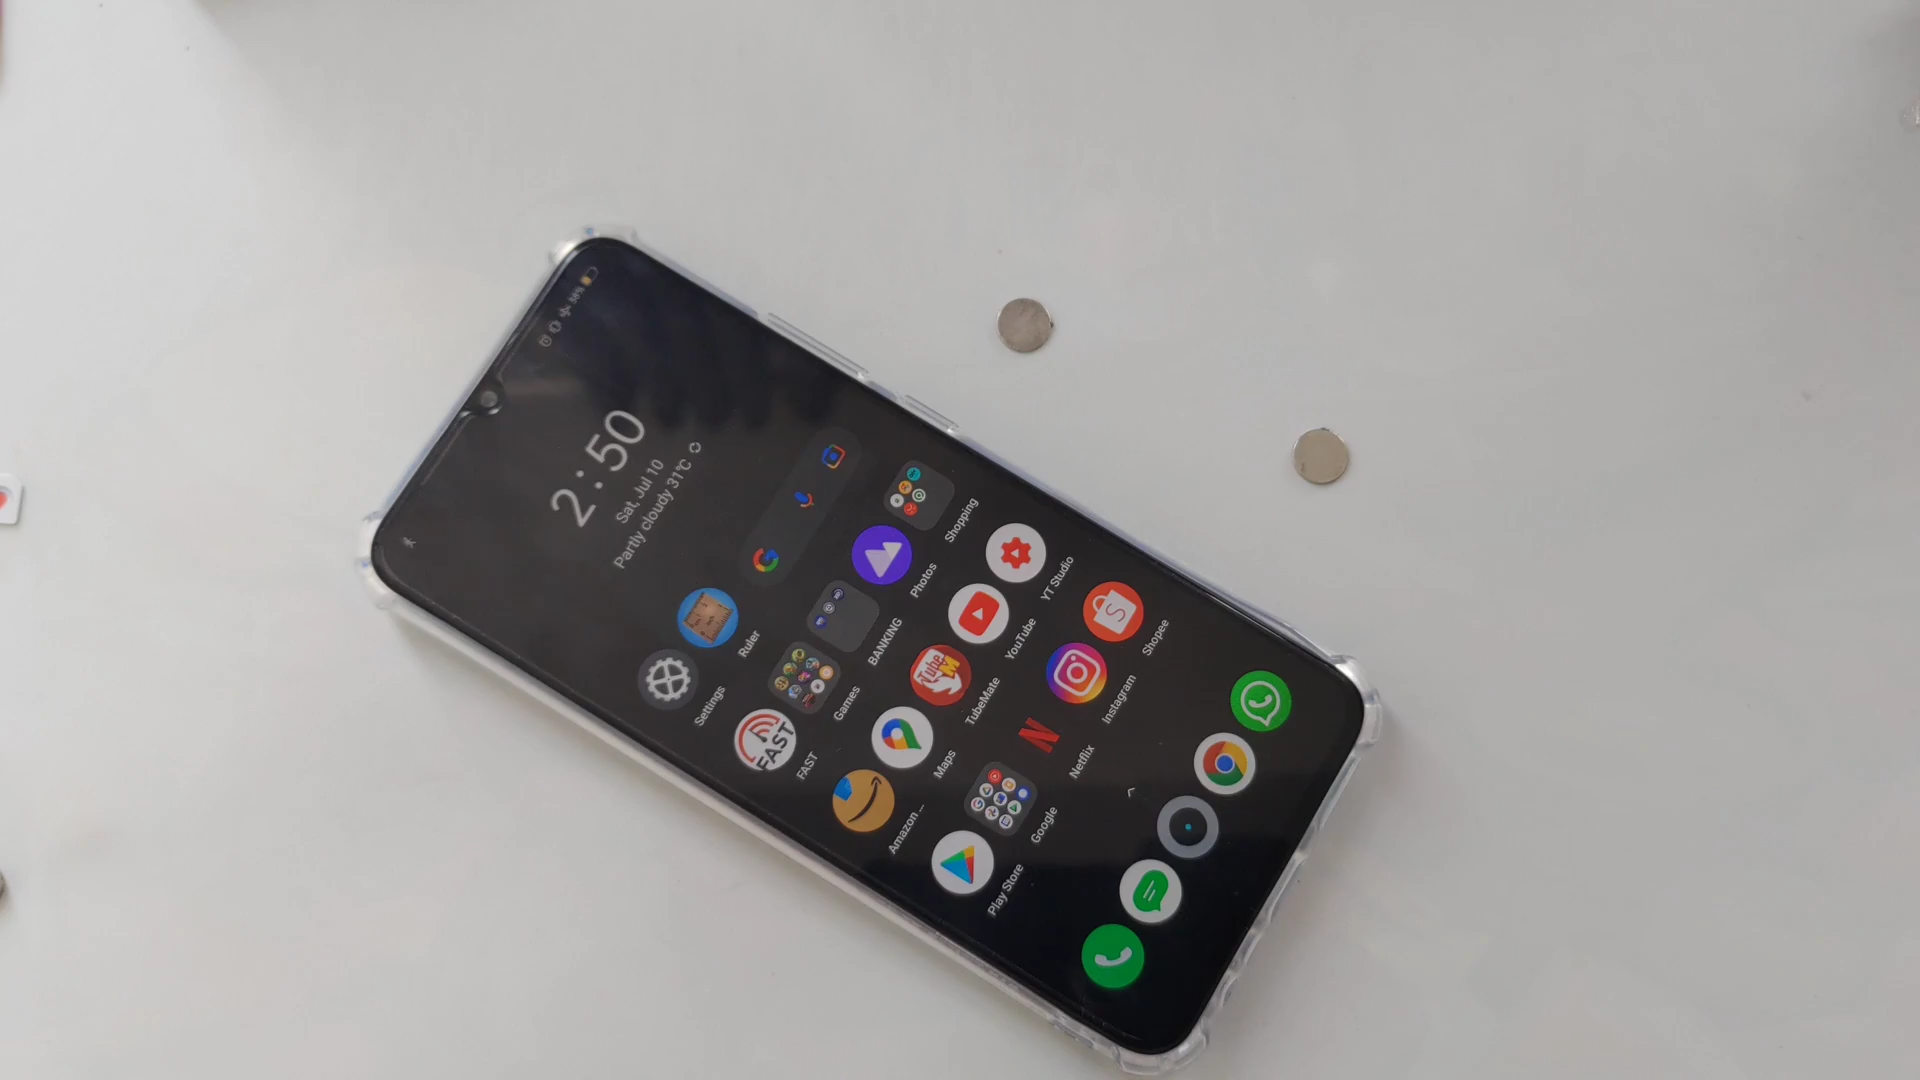 2:50
Sat, Jul 10
Partly cloudy 31°C
Settings
Ruler
FAST
FAST
Games
BANKING
Photos
Shopping
Amazon ...
Maps
TubeMate
YouTube
YT Studio
Play Store
Google
Netflix
Instagram
Shopee